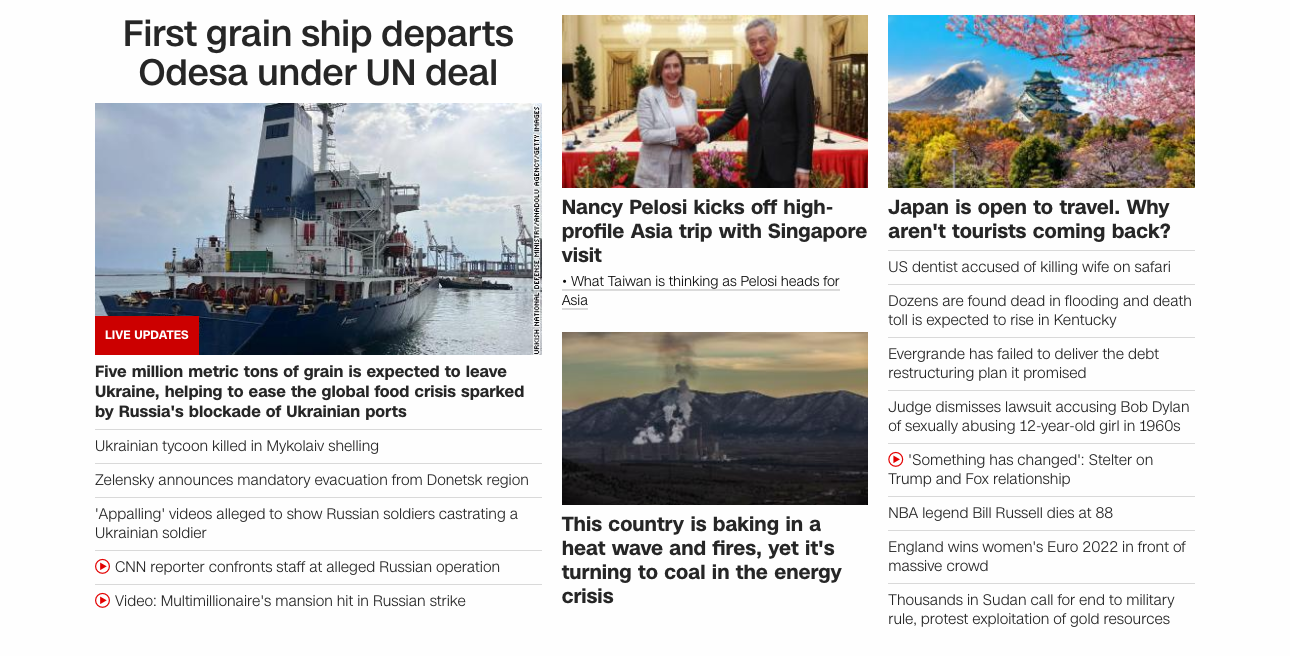 First grain ship departs
Odesa under UN deal
URKISH NATIONAL DEFENSE MINISTRY/ANADOLU AGENCY/GETTY IMAGES
LIVE UPDATES
Five million metric tons of grain is expected to leave
Ukraine, helping to ease the global food crisis sparked
by Russia's blockade of Ukrainian ports
Ukrainian tycoon killed in Mykolaiv shelling
Zelensky announces mandatory evacuation from Donetsk region
'Appalling' videos alleged to show Russian soldiers castrating a
Ukrainian soldier
CNN reporter confronts staff at alleged Russian operation
Video: Multimillionaire's mansion hit in Russian strike
Nancy Pelosi kicks off high-
profile Asia trip with Singapore
visit
• What Taiwan is thinking as Pelosi heads for
Asia
This country is baking in a
heat wave and fires, yet it's
turning to coal in the energy
crisis
Japan is open to travel. Why
aren't tourists coming back?
US dentist accused of killing wife on safari
Dozens are found dead in flooding and death
toll is expected to rise in Kentucky
Evergrande has failed to deliver the debt
restructuring plan it promised
Judge dismisses lawsuit accusing Bob Dylan
of sexually abusing 12-year-old girl in 1960s
'Something has changed': Stelter on
Trump and Fox relationship
NBA legend Bill Russell dies at 88
England wins women's Euro 2022 in front of
massive crowd
Thousands in Sudan call for end to military
rule, protest exploitation of gold resources